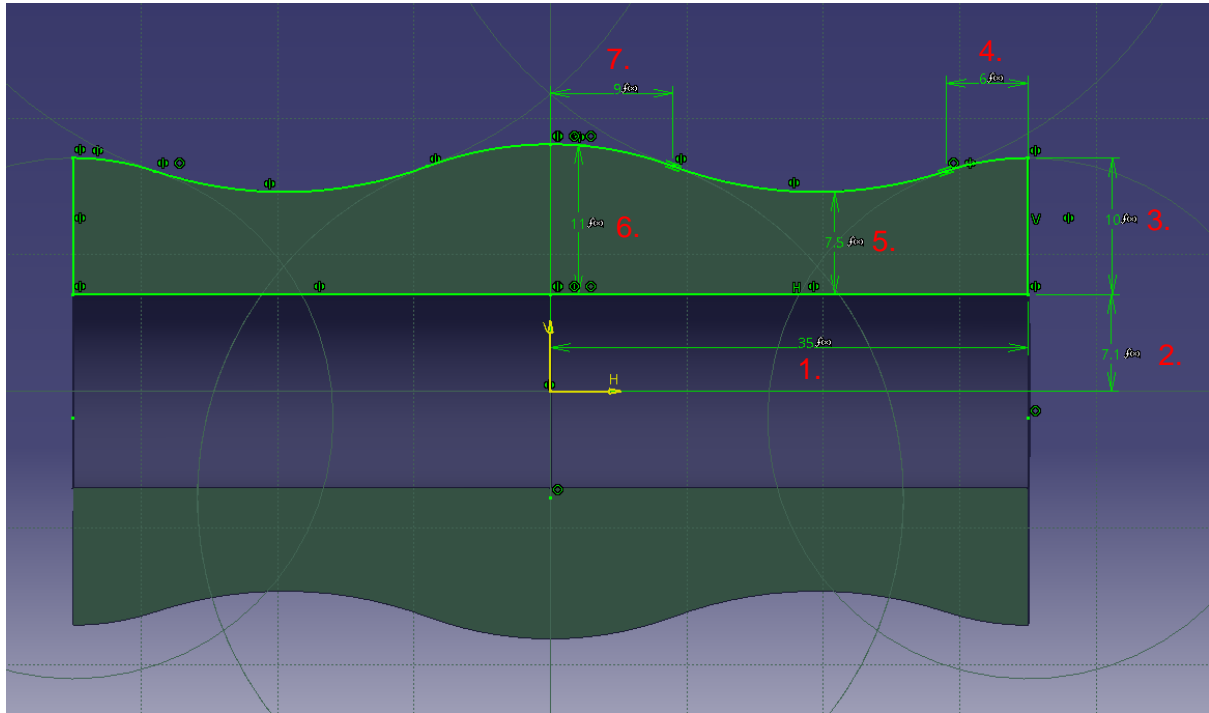 7.
4.
9 f(x)
6 f(x)
11 f(x)
6.
7.5 f(x)
5.
V
10 f(x)
3.
H
35 f(x)
1.
7.1 f(x)
2.
V
H